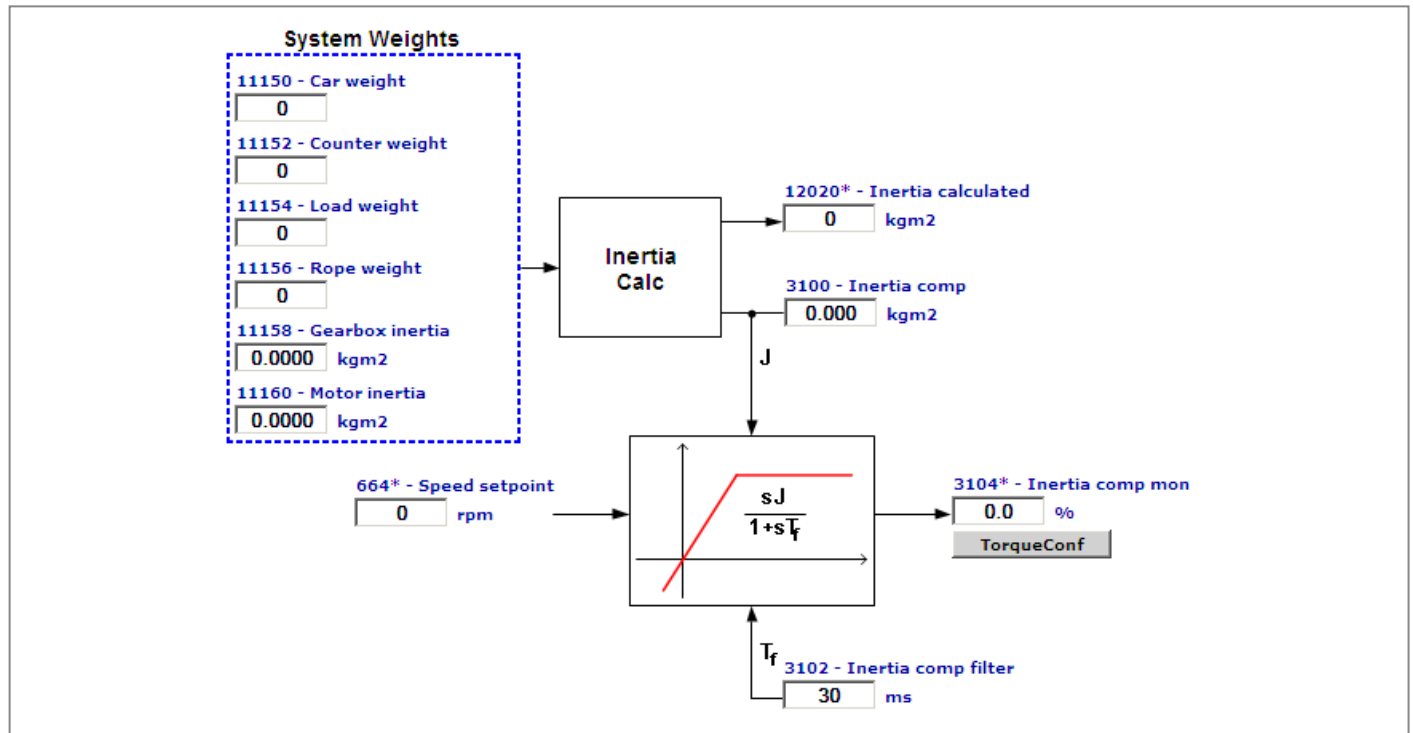 System Weights
11150 - Car weight
0
11152 - Counter weight
0
11154 - Load weight
0
11156 - Rope weight
0
11158 - Gearbox inertia
0.0000 kgm2
11160 - Motor inertia
0.0000 kgm2
Inertia
Calc
12020* - Inertia calculated
0 kgm2
3100 - Inertia comp
0.000 kgm2
J
664* - Speed setpoint
0 rpm
sJ
1+sTf
3104* - Inertia comp mon
0.0 %
TorqueConf
Tf
3102 - Inertia comp filter
30 ms